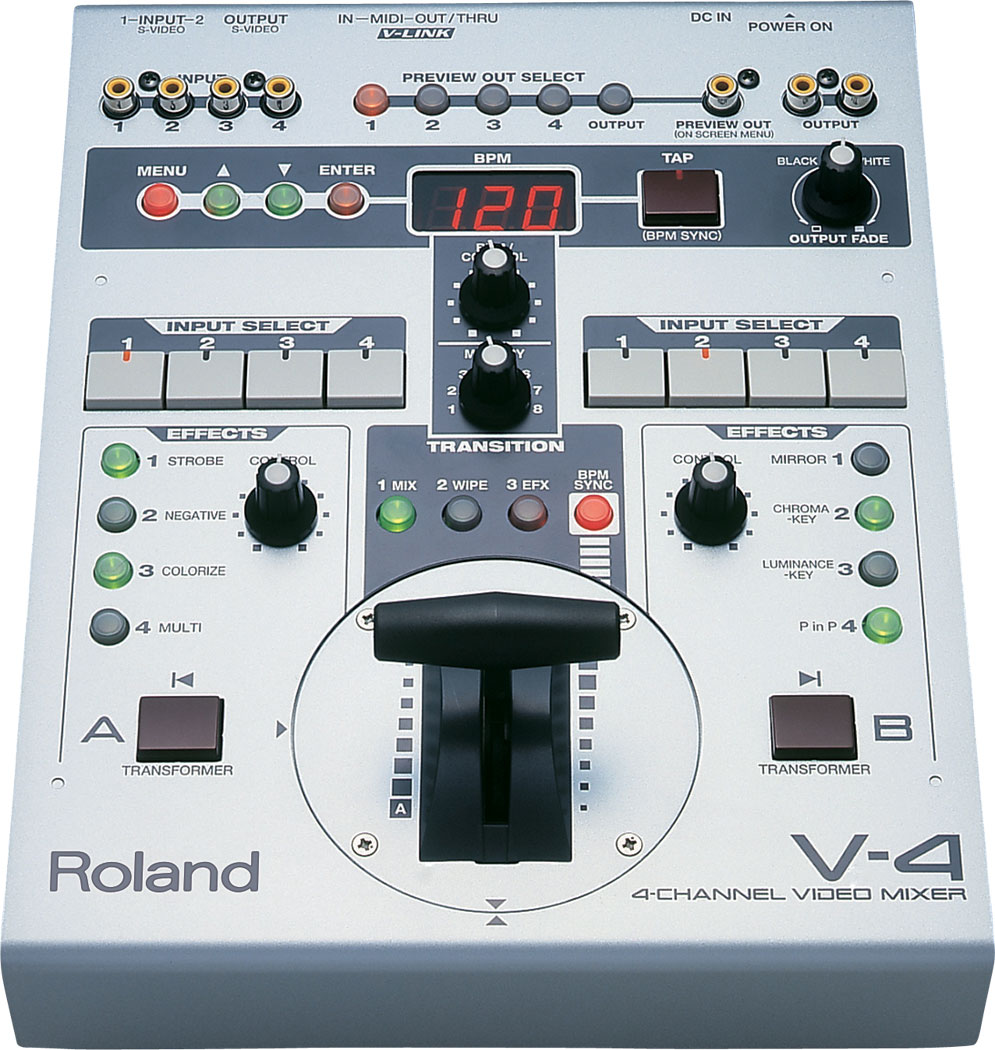 1-INPUT-2
S-VIDEO
OUTPUT
S-VIDEO
IN–MIDI–OUT/THRU
V-LINK
DC IN
POWER ON
INPUT
1 2 3 4
PREVIEW OUT SELECT
1 2 3 4 OUTPUT
PREVIEW OUT
(ON SCREEN MENU)
OUTPUT
MENU ▲ ▼ ENTER
BPM
120
TAP
(BPM SYNC)
BLACK
OUTPUT FADE
INPUT SELECT
1 2 3 4
2
1
7
8
INPUT SELECT
1 2 3 4
EFFECTS
1 STROBE
2 NEGATIVE
3 COLORIZE
4 MULTI
TRANSITION
1 MIX 2 WIPE 3 EFX
BPM
SYNC
EFFECTS
MIRROR 1
CHROMA
-KEY 2
LUMINANCE
-KEY 3
P in P 4
A
TRANSFORMER
A
B
TRANSFORMER
Roland
V-4
4-CHANNEL VIDEO MIXER